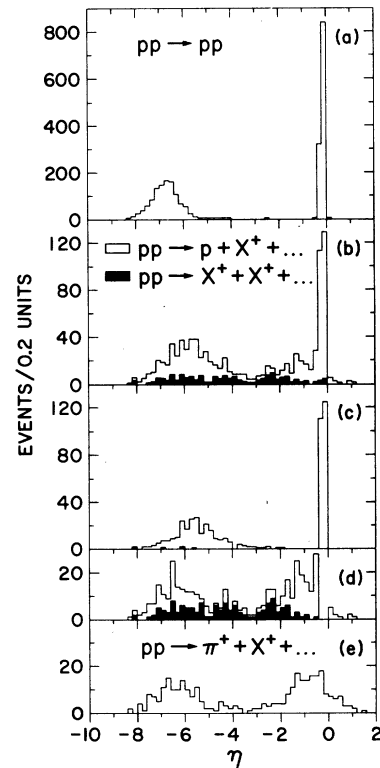 800
600
400
200
0
pp → pp
(a)
120
80
40
0
pp → p + X⁺ + ...
pp → X⁺ + X⁺ + ...
(b)
EVENTS/0.2 UNITS
120
80
40
0
(c)
20
0
(d)
20
0
pp → π⁺ + X⁺ + ...
(e)
-10 -8 -6 -4 -2 0 2
η